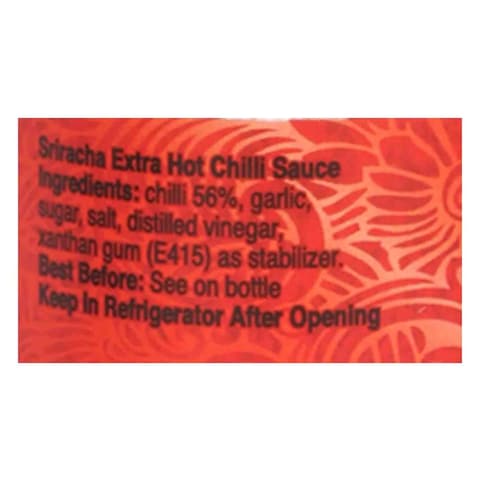 Sriracha Extra Hot Chilli Sauce
Ingredients: chilli 56%, garlic,
sugar, salt, distilled vinegar,
xanthan gum (E415) as stabilizer.
Best Before: See on bottle
Keep In Refrigerator After Opening